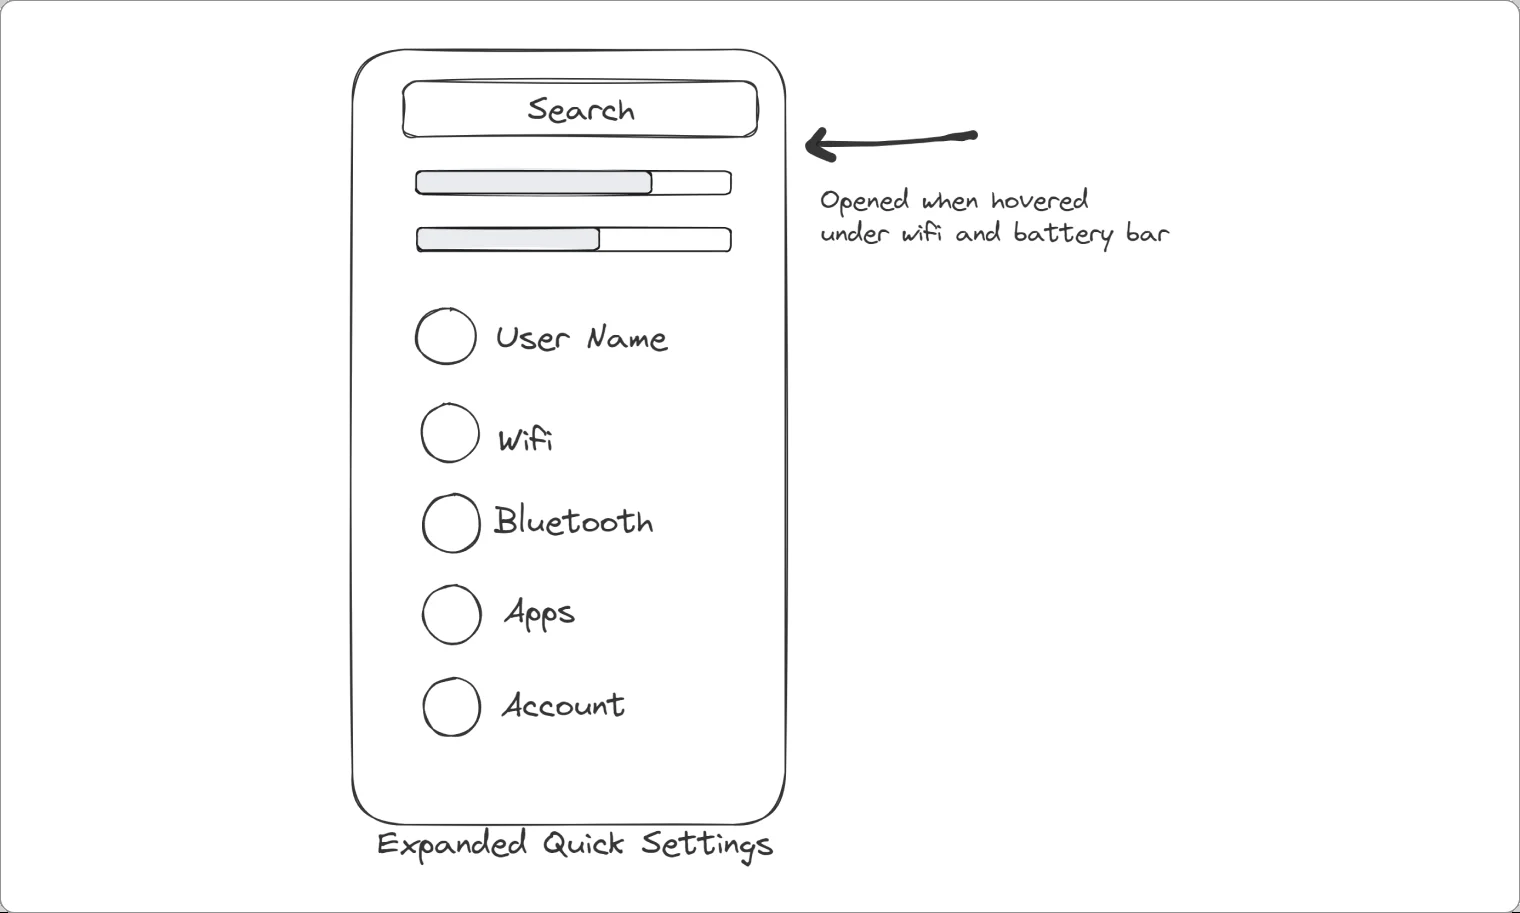 Search
Opened when hovered
under wifi and battery bar
User Name
Wifi
Bluetooth
Apps
Account
Expanded Quick Settings